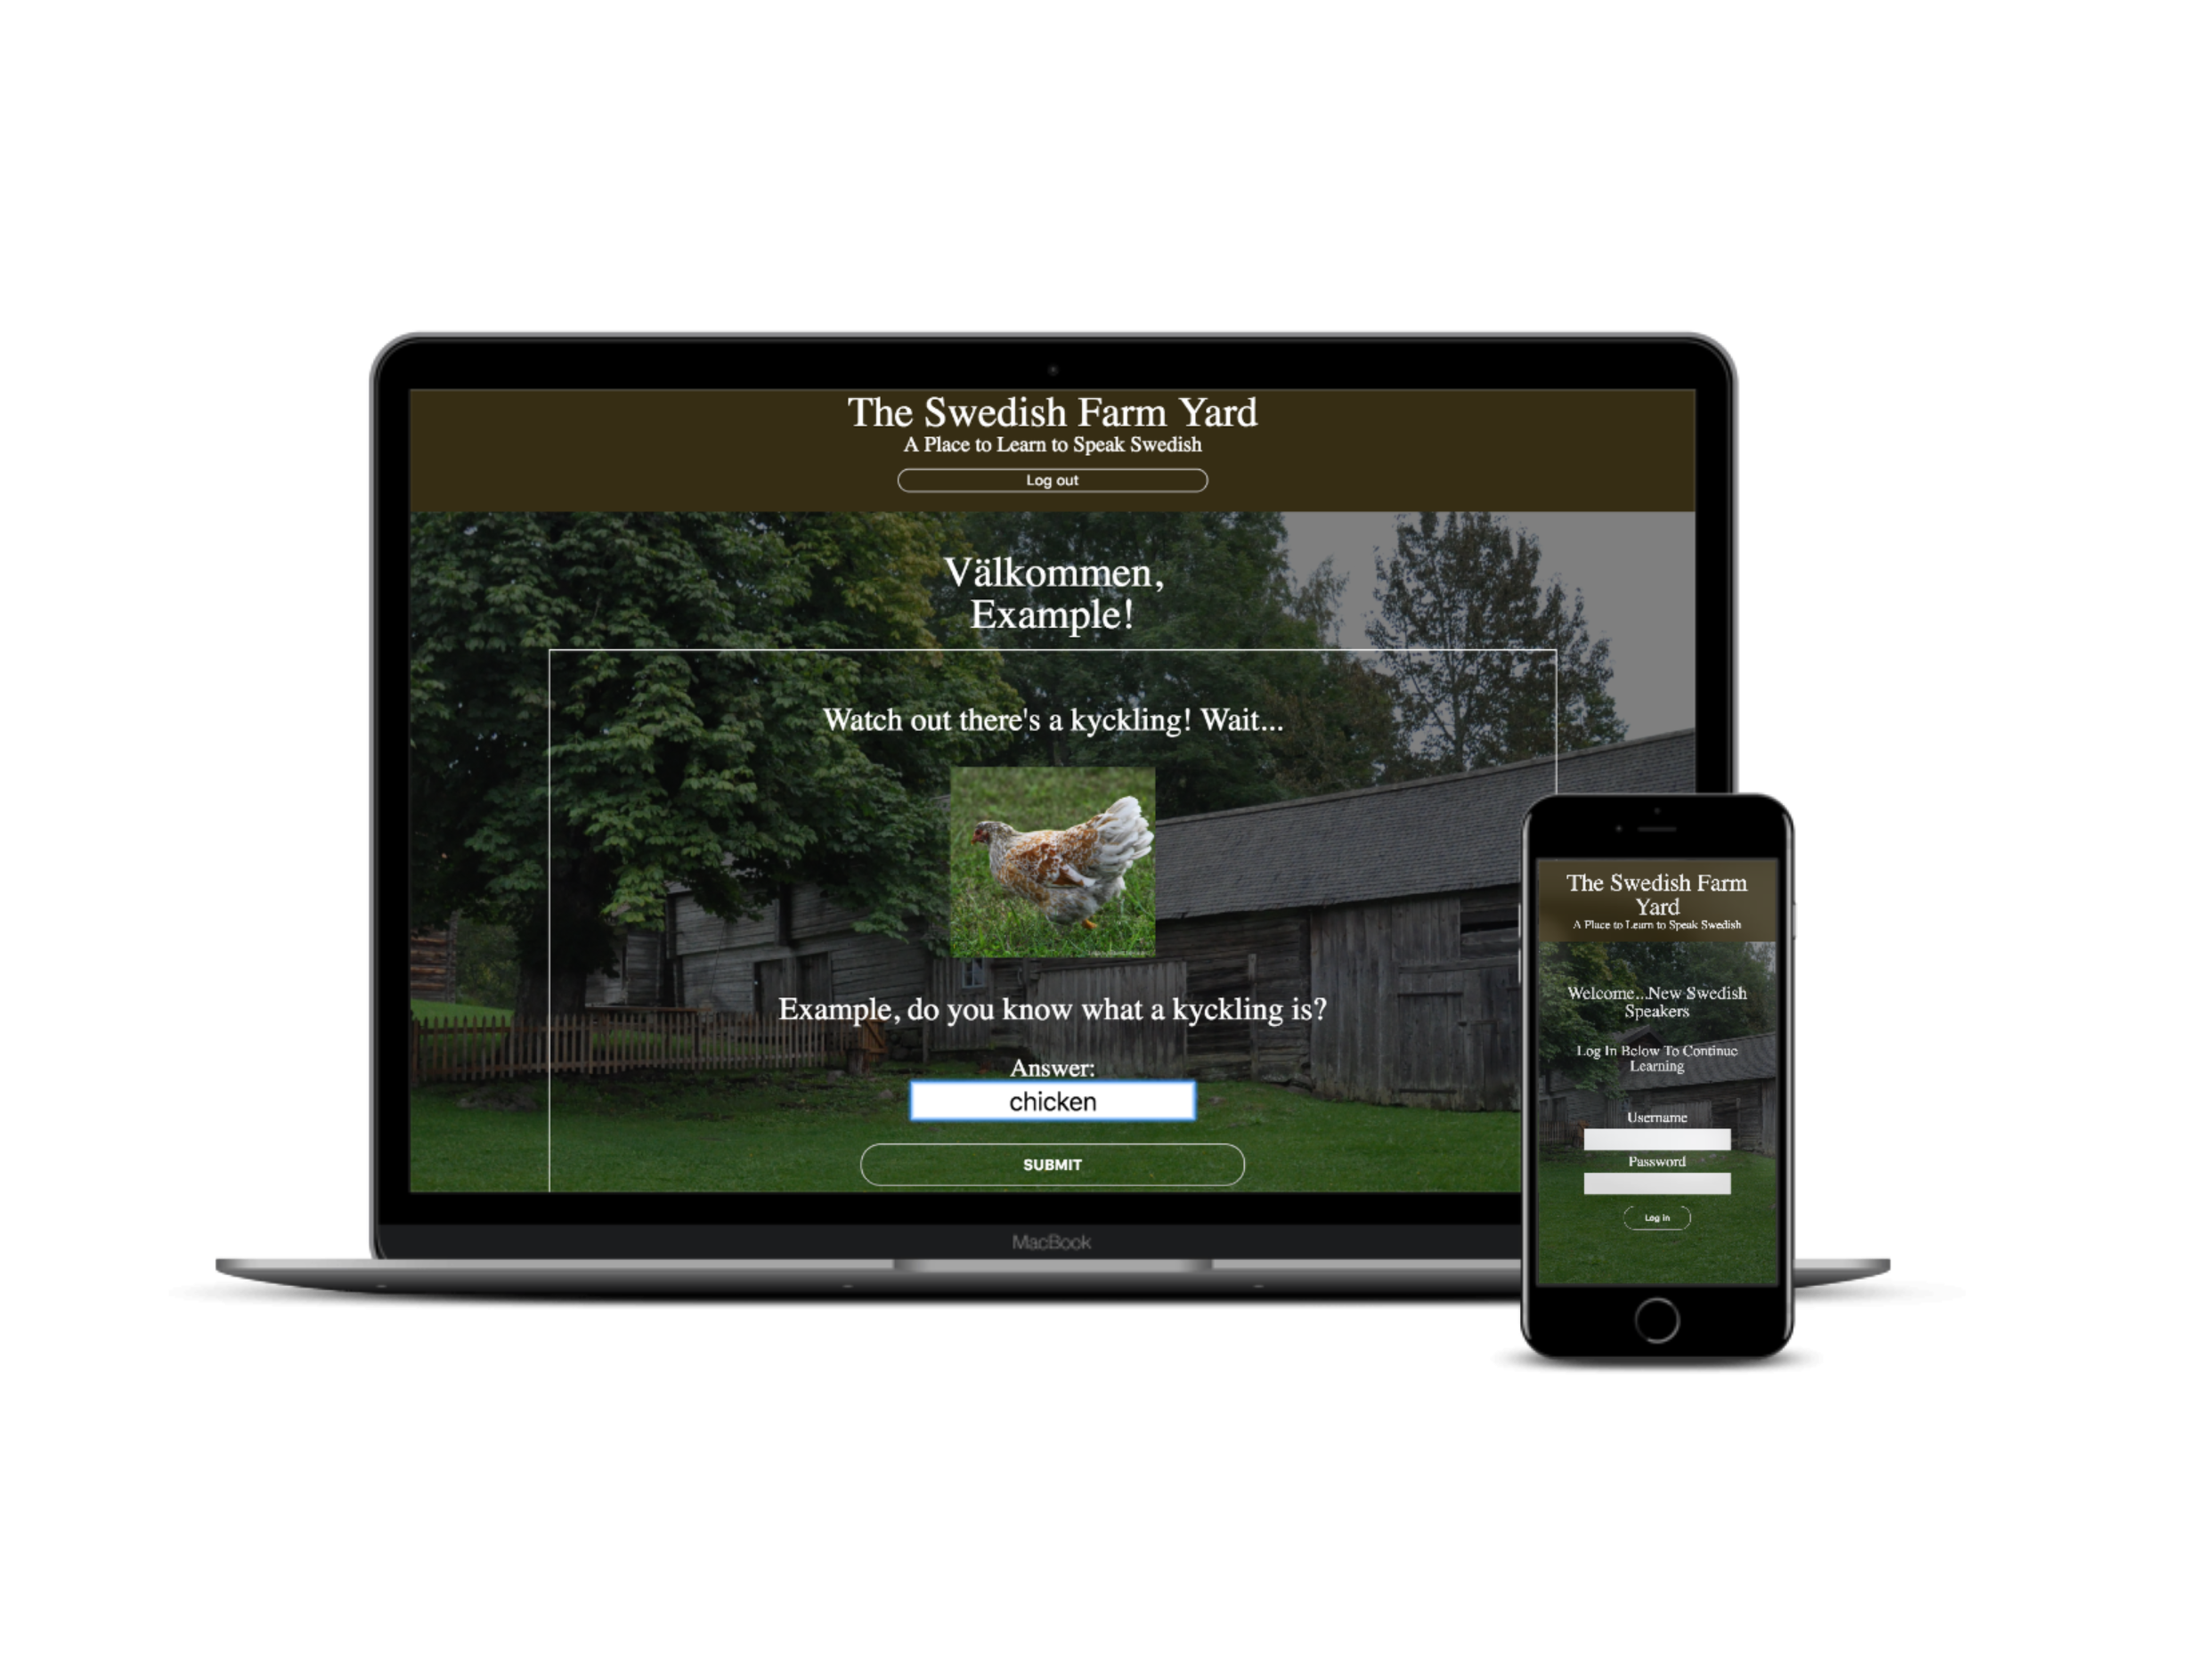 The Swedish Farm Yard
A Place to Learn to Speak Swedish
Log out
Välkommen,
Example!
Watch out there's a kyckling! Wait...
Example, do you know what a kyckling is?
Answer:
chicken
SUBMIT
MacBook
The Swedish Farm
Yard
A Place to Learn to Speak Swedish
Welcome...New Swedish
Speakers
Log In Below To Continue
Learning
Username
Password
Log in